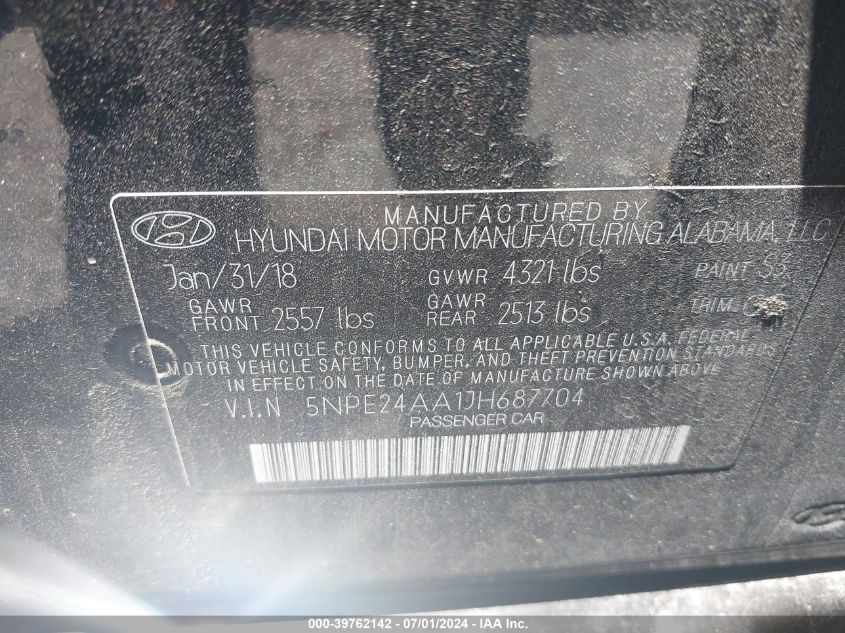 MANUFACTURED BY
HYUNDAI MOTOR MANUFACTURING ALABAMA, LLC
Jan/31/18 GVWR 4321 lbs PAINT
GAWR FRONT 2557 lbs GAWR REAR 2513 lbs TRIM
THIS VEHICLE CONFORMS TO ALL APPLICABLE U.S.A. FEDERAL
MOTOR VEHICLE SAFETY, BUMPER, AND THEFT PREVENTION STANDARDS
IN EFFECT ON THE DATE OF MANUFACTURE SHOWN ABOVE
V.I.N 5NPE24AA1JH687704
PASSENGER CAR
000-39762142 - 07/01/2024 - IAA Inc.